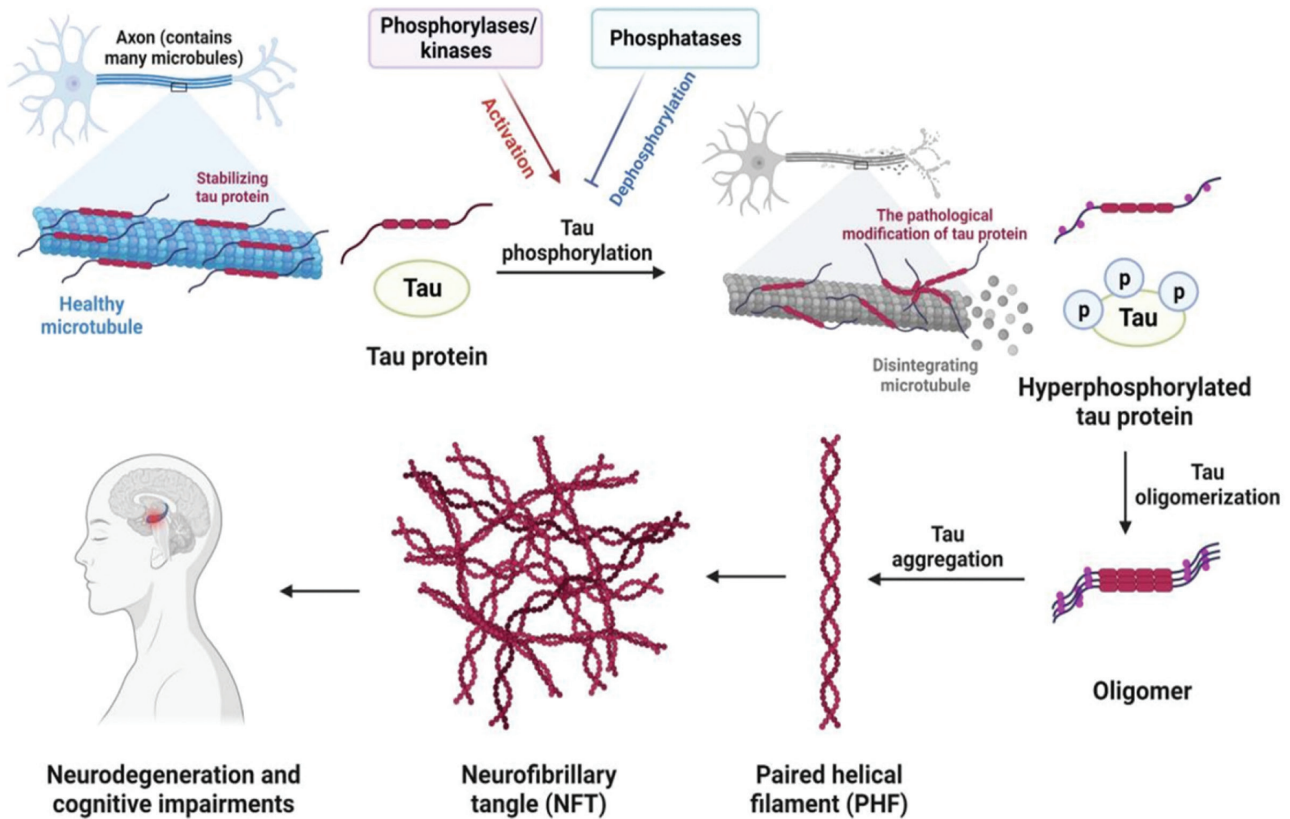 Axon (contains
many microbules)
Phosphorylases/
kinases
Phosphatases
Activation
Dephosphorylation
Stabilizing
tau protein
Healthy
microtubule
Tau
Tau protein
Tau
phosphorylation
The pathological
modification of tau protein
Disintegrating
microtubule
p
p
p
Tau
Hyperphosphorylated
tau protein
Tau
oligomerization
Tau
aggregation
Oligomer
Paired helical
filament (PHF)
Neurofibrillary
tangle (NFT)
Neurodegeneration and
cognitive impairments